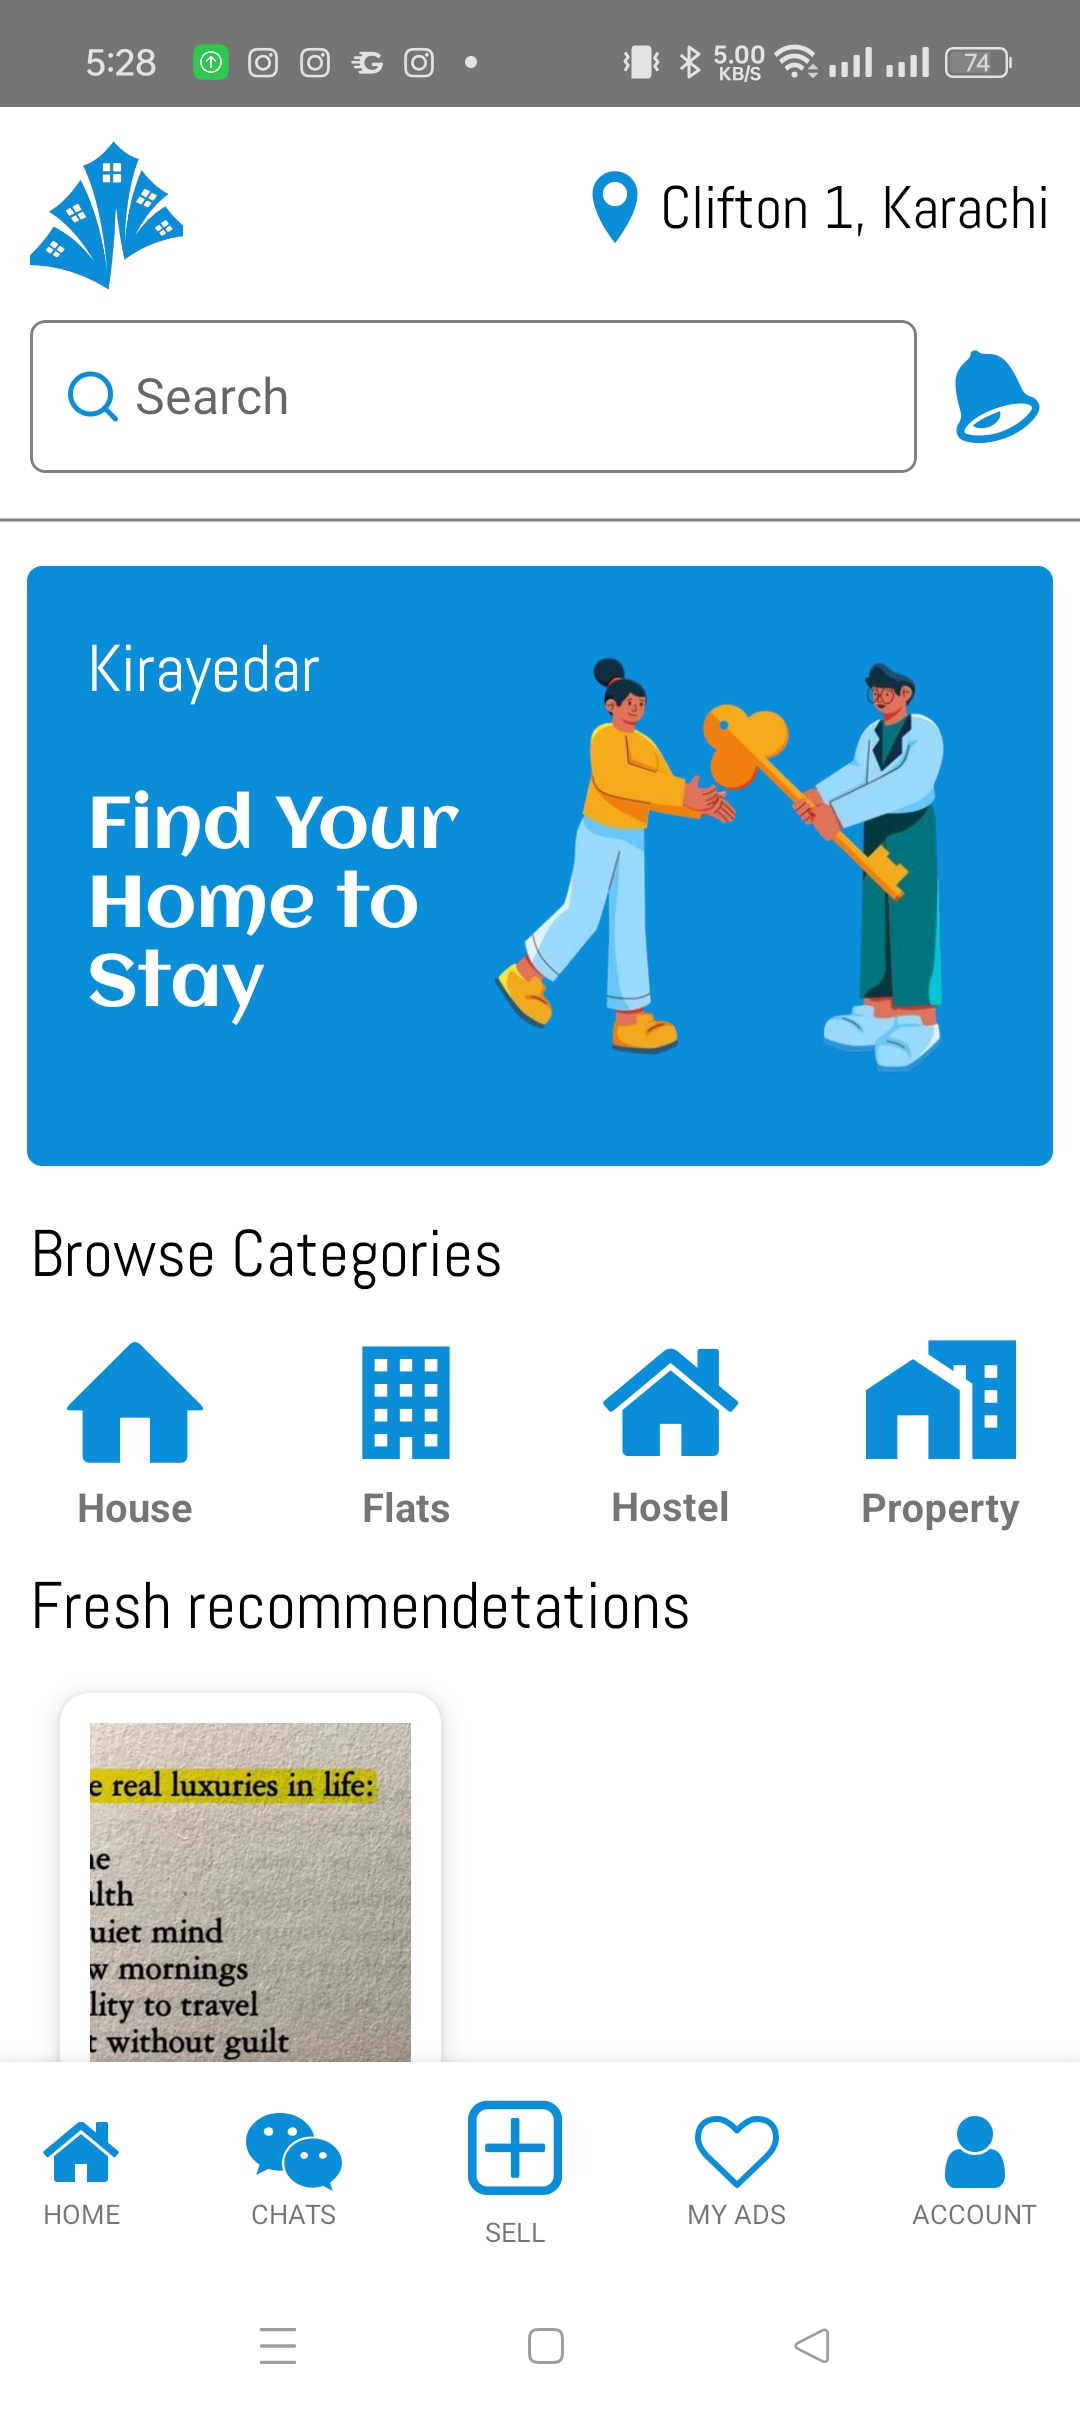 5:28
5.00
KB/S
74
Clifton 1, Karachi
Search
Kirayedar
Find Your
Home to
Stay
Browse Categories
House Flats Hostel Property
Fresh recommendetations
e real luxuries in life:
uiet mind
w mornings
lity to travel
t without guilt
HOME CHATS SELL MY ADS ACCOUNT